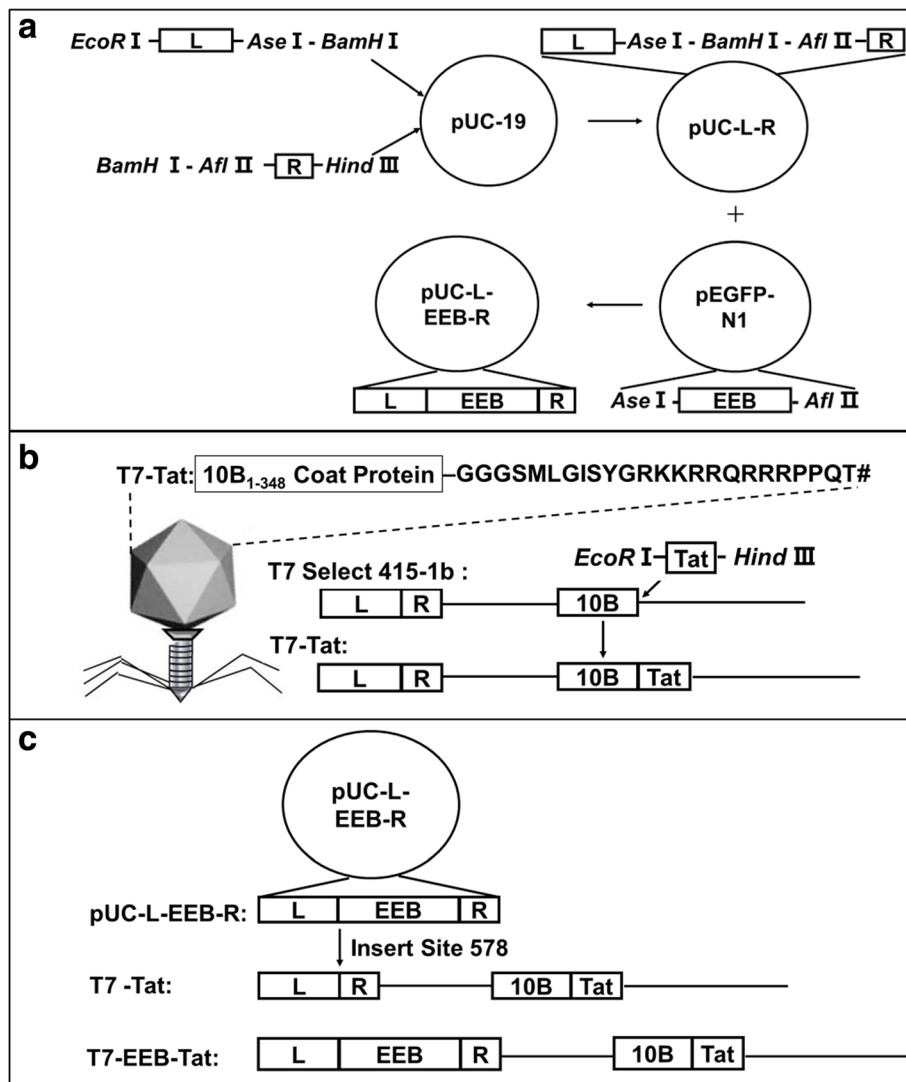 a
EcoR I L Ase I - BamH I
L Ase I - BamH I - Afl II R
pUC-19
pUC-L-R
BamH I - Afl II R Hind III
+
pUC-L-
EEB-R
pEGFP-
N1
L EEB R
Ase I - EEB - Afl II
b
T7-Tat: 10B1-348 Coat Protein GGGSMLGISYGRKKRRQRRRPPQT#
EcoR I Tat Hind III
T7 Select 415-1b :
L R 10B
T7-Tat:
L R 10B Tat
c
pUC-L-
EEB-R
pUC-L-EEB-R: L EEB R
Insert Site 578
T7 -Tat: L R 10B Tat
T7-EEB-Tat: L EEB R 10B Tat